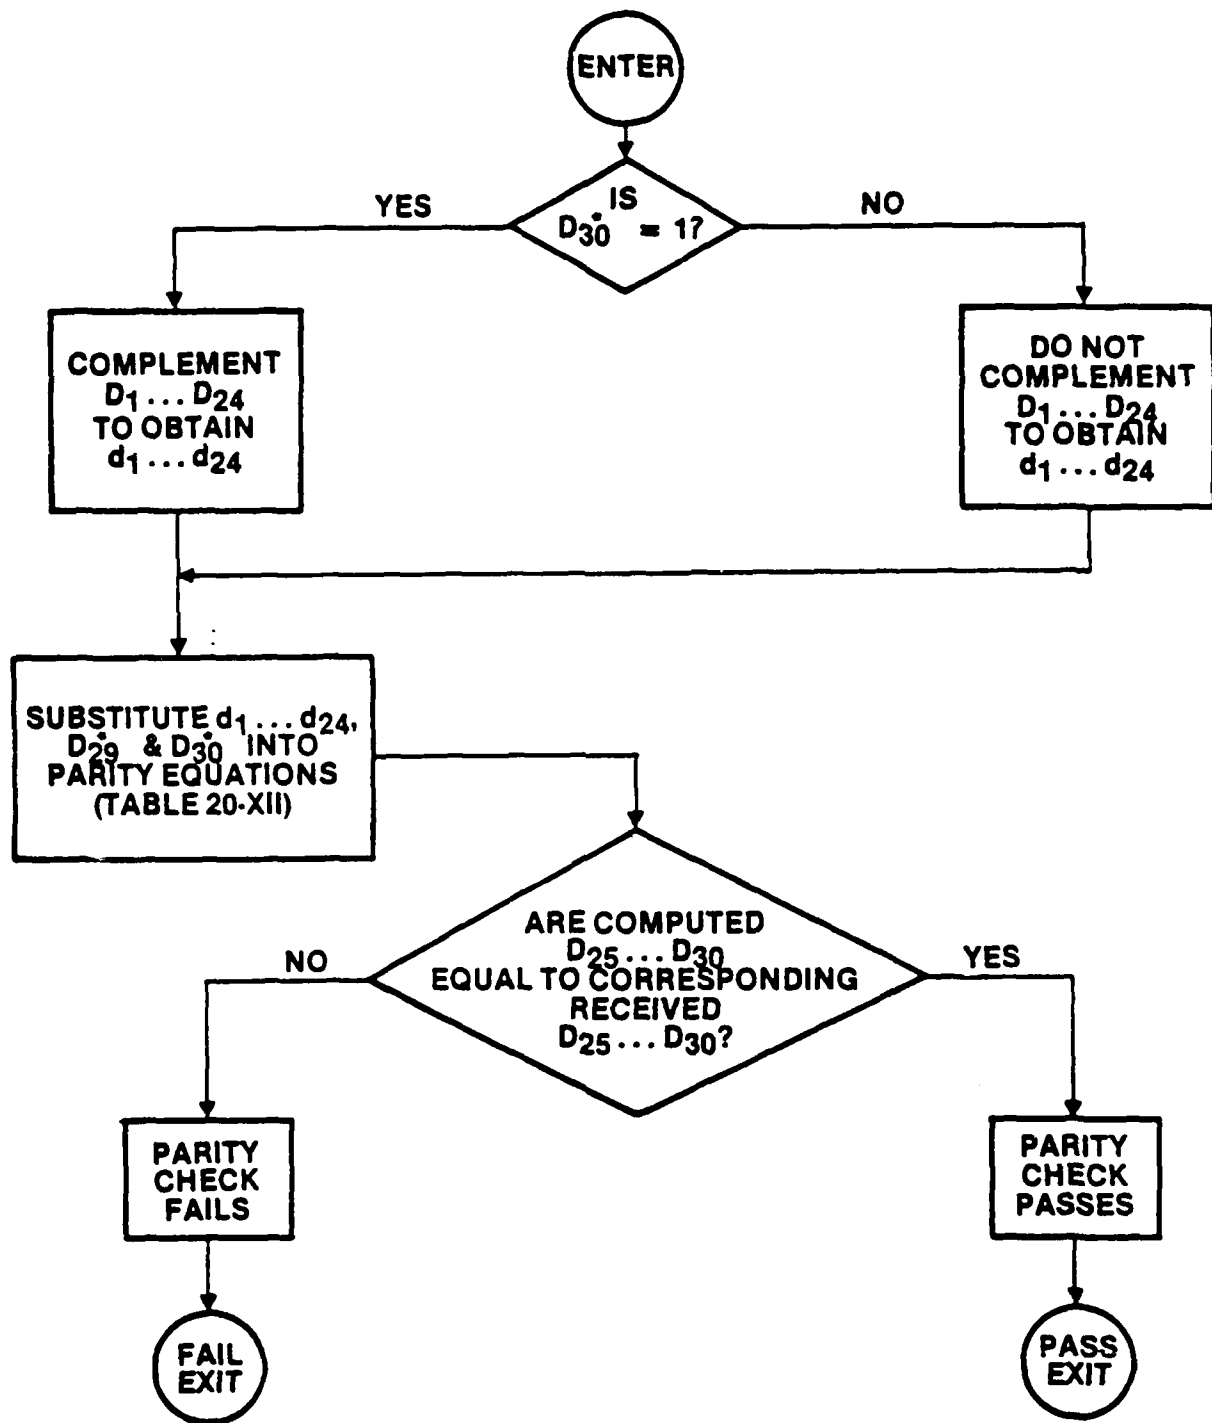 ENTER
IS
D30* = 1?
YES
NO
COMPLEMENT
D1 ... D24
TO OBTAIN
d1 ... d24
DO NOT
COMPLEMENT
D1 ... D24
TO OBTAIN
d1 ... d24
SUBSTITUTE d1 ... d24,
D29* & D30* INTO
PARITY EQUATIONS
(TABLE 20-XII)
ARE COMPUTED
D25 ... D30
EQUAL TO CORRESPONDING
RECEIVED
D25 ... D30?
NO
YES
PARITY
CHECK
FAILS
PARITY
CHECK
PASSES
FAIL
EXIT
PASS
EXIT